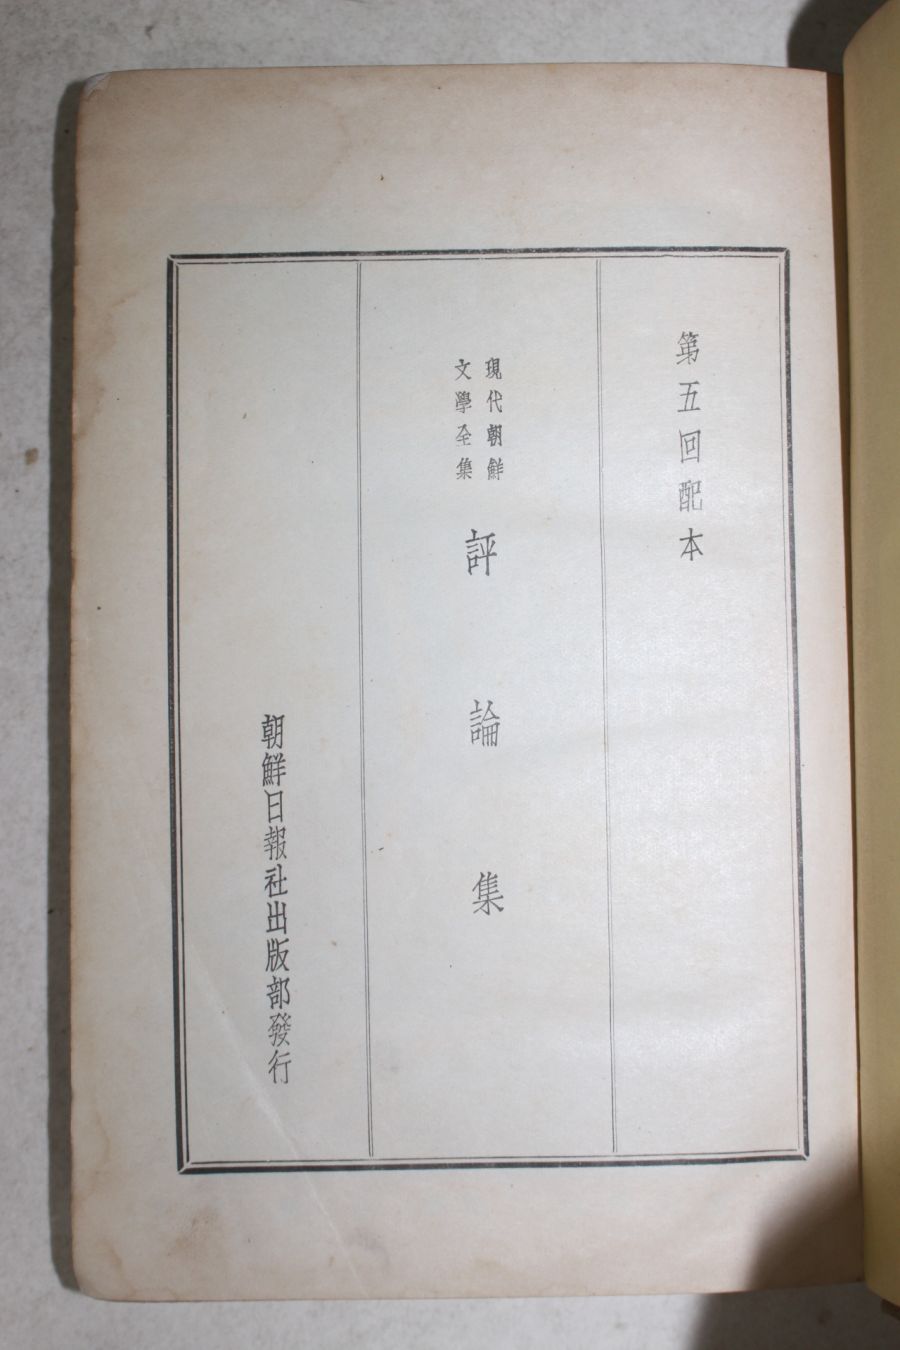 第五回配本
現代朝鮮
文學全集
評論集
朝鮮日報社出版部發行